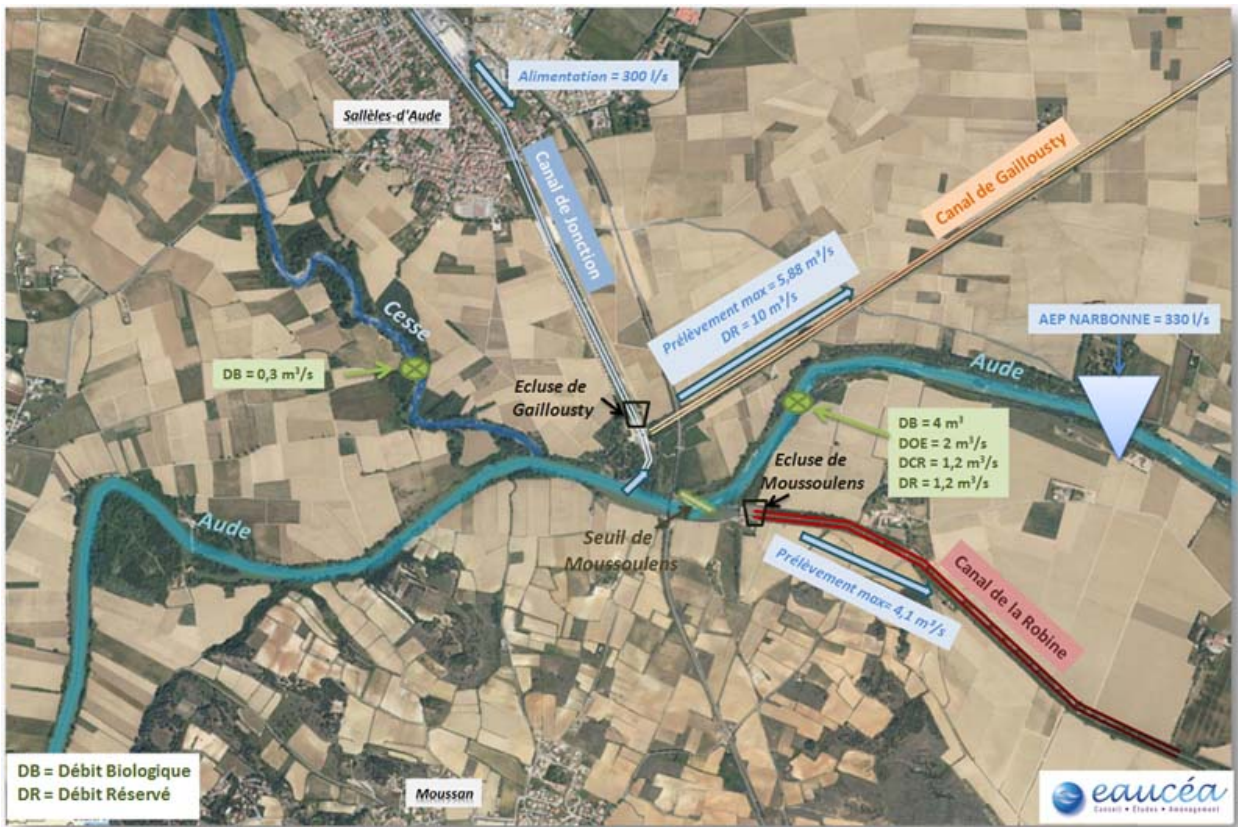 Alimentation = 300 l/s
Sallèles-d'Aude
Canal de Jonction
Canal de Gaillousty
Prélèvement max = 5,88 m³/s
DR = 10 m³/s
AEP NARBONNE = 330 l/s
Cesse
DB = 0,3 m³/s
Ecluse de
Gaillousty
Aude
DB = 4 m³
DOE = 2 m³/s
DCR = 1,2 m³/s
DR = 1,2 m³/s
Ecluse de
Moussoulens
Aude
Seuil de
Moussoulens
Prélèvement max= 4,1 m³/s
Canal de la Robine
DB = Débit Biologique
DR = Débit Réservé
Moussan
eaucéa
Conseil • Études • Aménagement